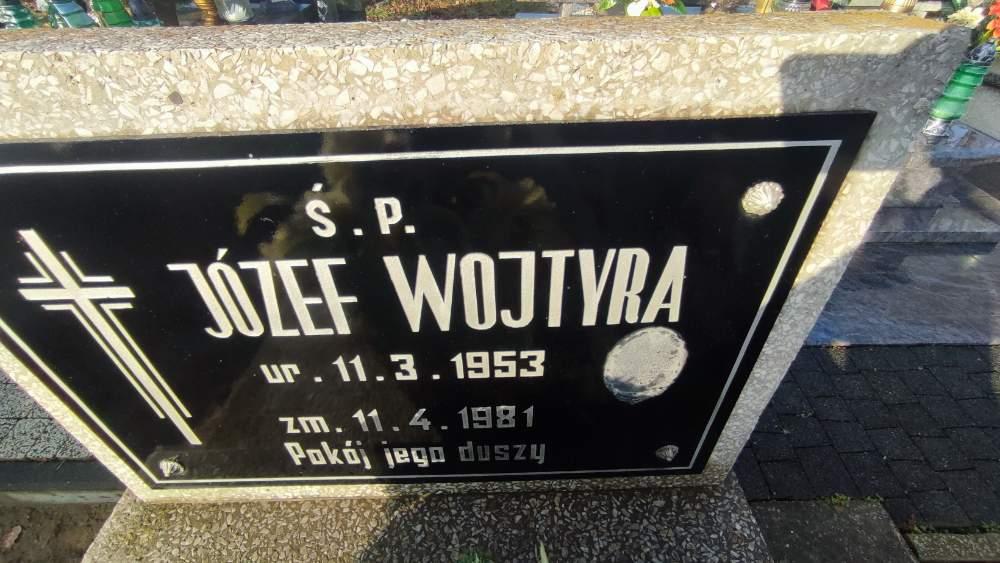 Ś. P.
JÓZEF WOJTYRA
ur. 11. 3. 1953
zm. 11. 4. 1981
Pokój jego duszy